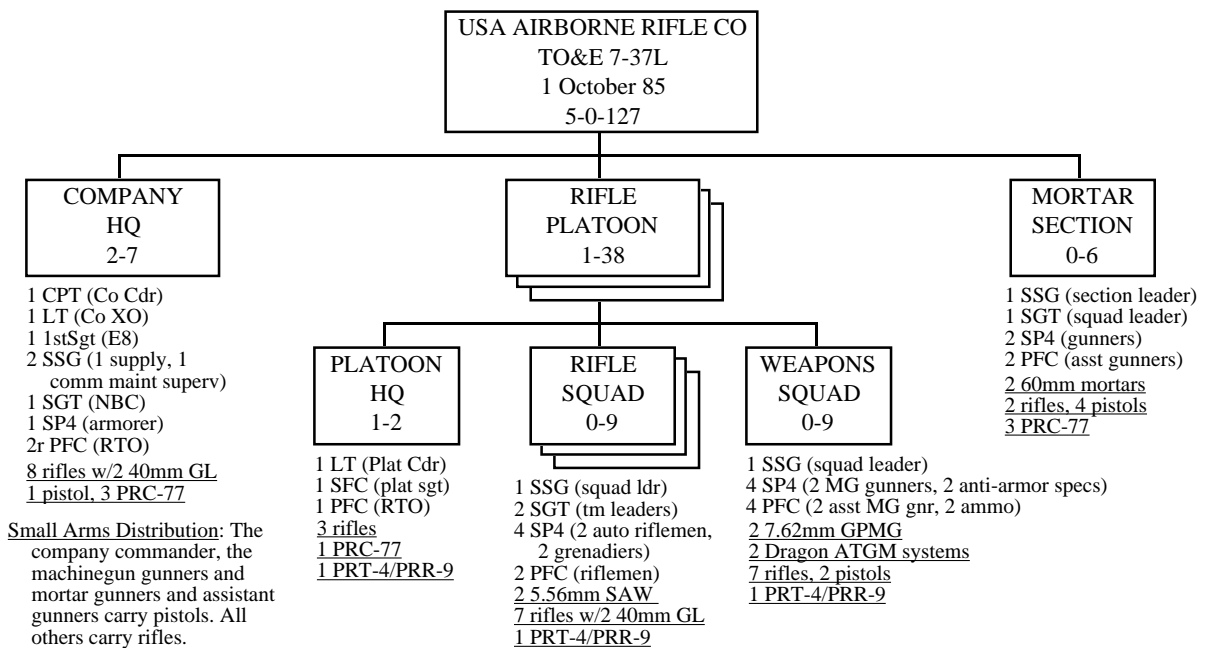 USA AIRBORNE RIFLE CO
TO&E 7-37L
1 October 85
5-0-127
COMPANY
HQ
2-7
1 CPT (Co Cdr)
1 LT (Co XO)
1 1stSgt (E8)
2 SSG (1 supply, 1
comm maint superv)
1 SGT (NBC)
1 SP4 (armorer)
2r PFC (RTO)
8 rifles w/2 40mm GL
1 pistol, 3 PRC-77
Small Arms Distribution: The
company commander, the
machinegun gunners and
mortar gunners and assistant
gunners carry pistols. All
others carry rifles.
RIFLE
PLATOON
1-38
PLATOON
HQ
1-2
1 LT (Plat Cdr)
1 SFC (plat sgt)
1 PFC (RTO)
3 rifles
1 PRC-77
1 PRT-4/PRR-9
RIFLE
SQUAD
0-9
1 SSG (squad ldr)
2 SGT (tm leaders)
4 SP4 (2 auto riflemen,
2 grenadiers)
2 PFC (riflemen)
2 5.56mm SAW
7 rifles w/2 40mm GL
1 PRT-4/PRR-9
WEAPONS
SQUAD
0-9
1 SSG (squad leader)
4 SP4 (2 MG gunners, 2 anti-armor specs)
4 PFC (2 asst MG gnr, 2 ammo)
2 7.62mm GPMG
2 Dragon ATGM systems
7 rifles, 2 pistols
1 PRT-4/PRR-9
MORTAR
SECTION
0-6
1 SSG (section leader)
1 SGT (squad leader)
2 SP4 (gunners)
2 PFC (asst gunners)
2 60mm mortars
2 rifles, 4 pistols
3 PRC-77